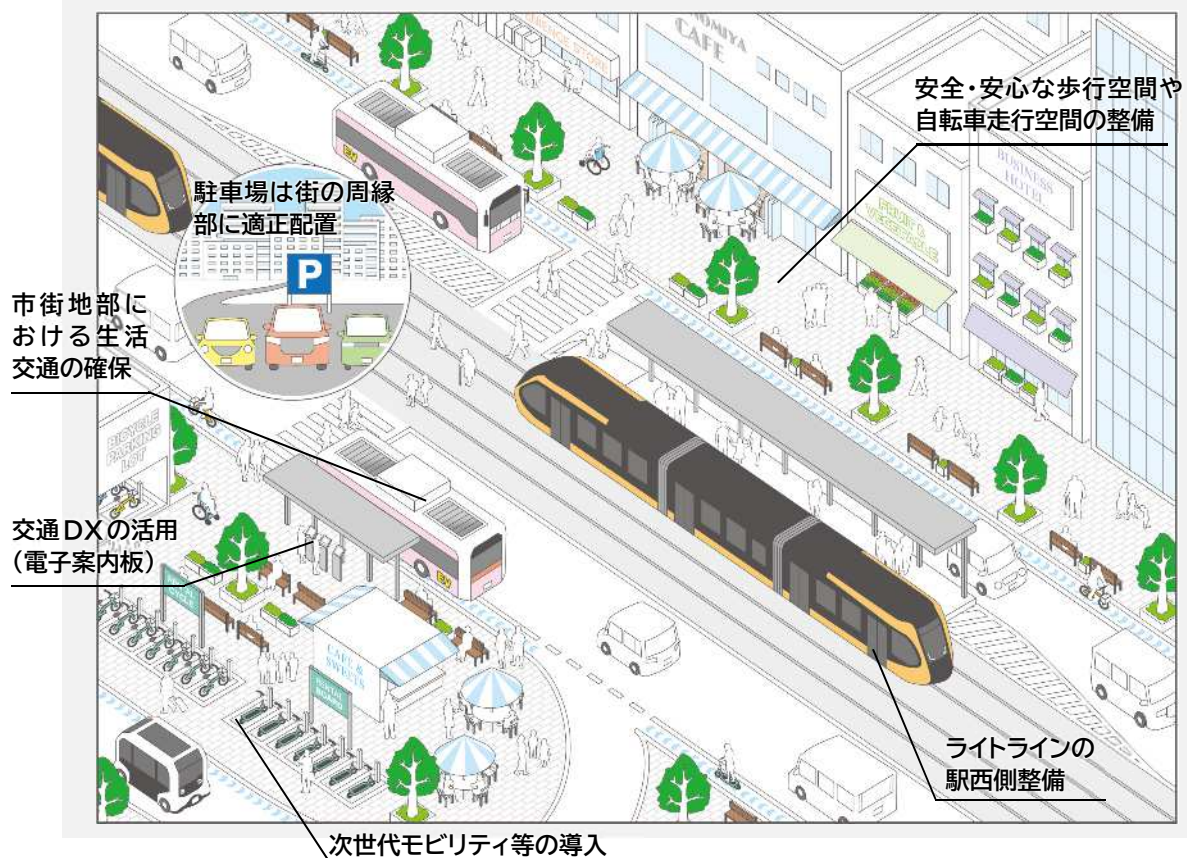 CAFE
安全・安心な歩行空間や
自転車走行空間の整備
BUSINESS
HOTEL
FRUIT &
VEGETABLE
EV
駐車場は街の周縁
部に適正配置
P
市街地部に
おける生活
交通の確保
BICYCLE
PARKING
LOT
交通DXの活用
(電子案内板)
EV
RENTAL
CYCLE
CAFE &
SWEETS
RENTAL
BOARD
ライトラインの
駅西側整備
次世代モビリティ等の導入